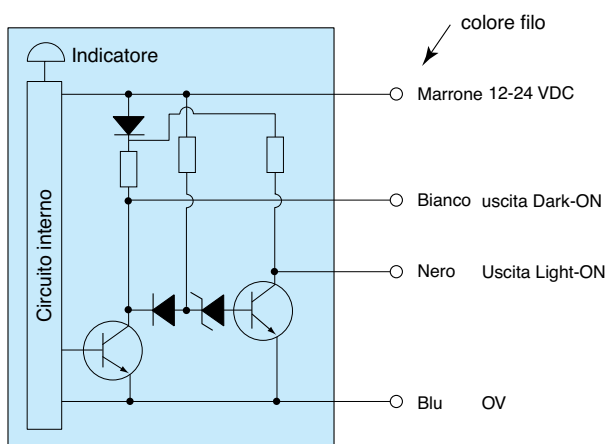 colore filo
Indicatore
Marrone 12-24 VDC
Bianco uscita Dark-ON
Circuito interno
Nero Uscita Light-ON
Blu OV